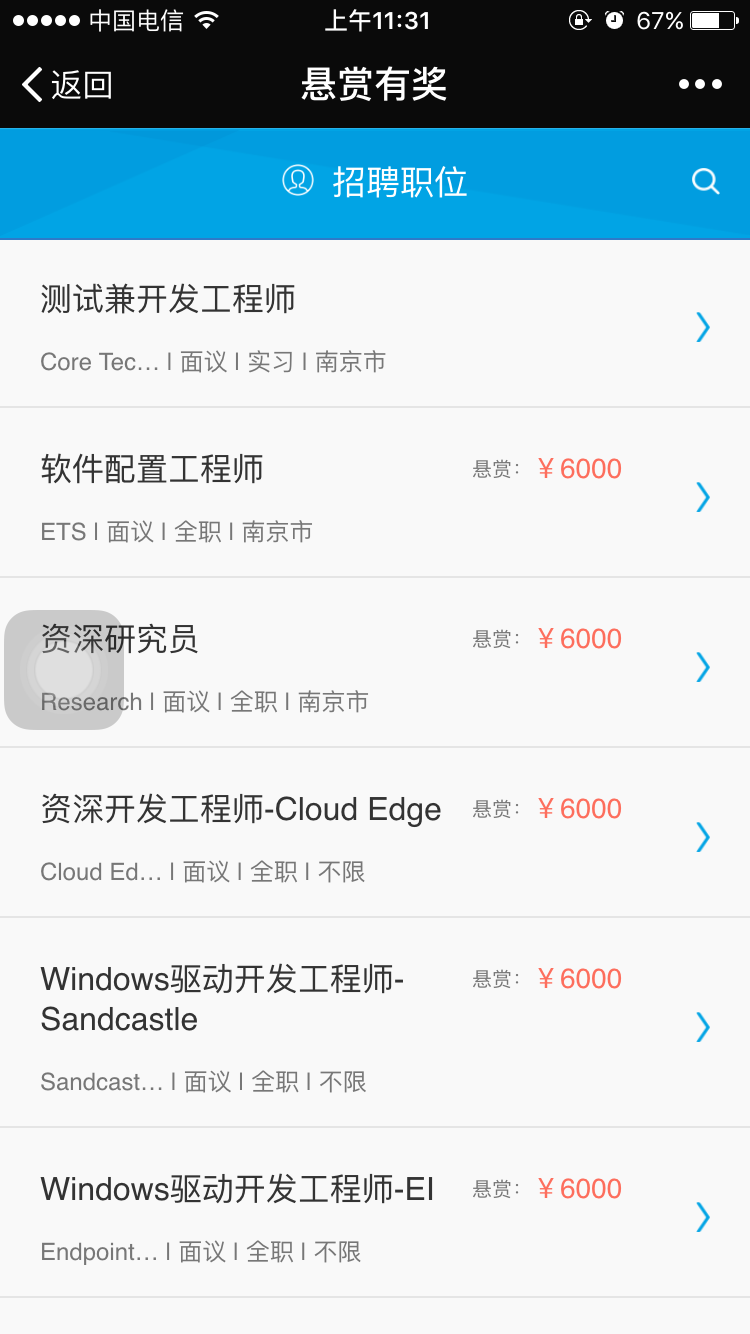 中国电信 上午11:31 67%
返回 悬赏有奖
招聘职位
测试兼开发工程师
Core Tec... | 面议 | 实习 | 南京市
软件配置工程师 悬赏: ¥ 6000
ETS | 面议 | 全职 | 南京市
资深研究员 悬赏: ¥ 6000
Research | 面议 | 全职 | 南京市
资深开发工程师-Cloud Edge 悬赏: ¥ 6000
Cloud Ed... | 面议 | 全职 | 不限
Windows驱动开发工程师- 悬赏: ¥ 6000
Sandcastle
Sandcast... | 面议 | 全职 | 不限
Windows驱动开发工程师-EI 悬赏: ¥ 6000
Endpoint... | 面议 | 全职 | 不限